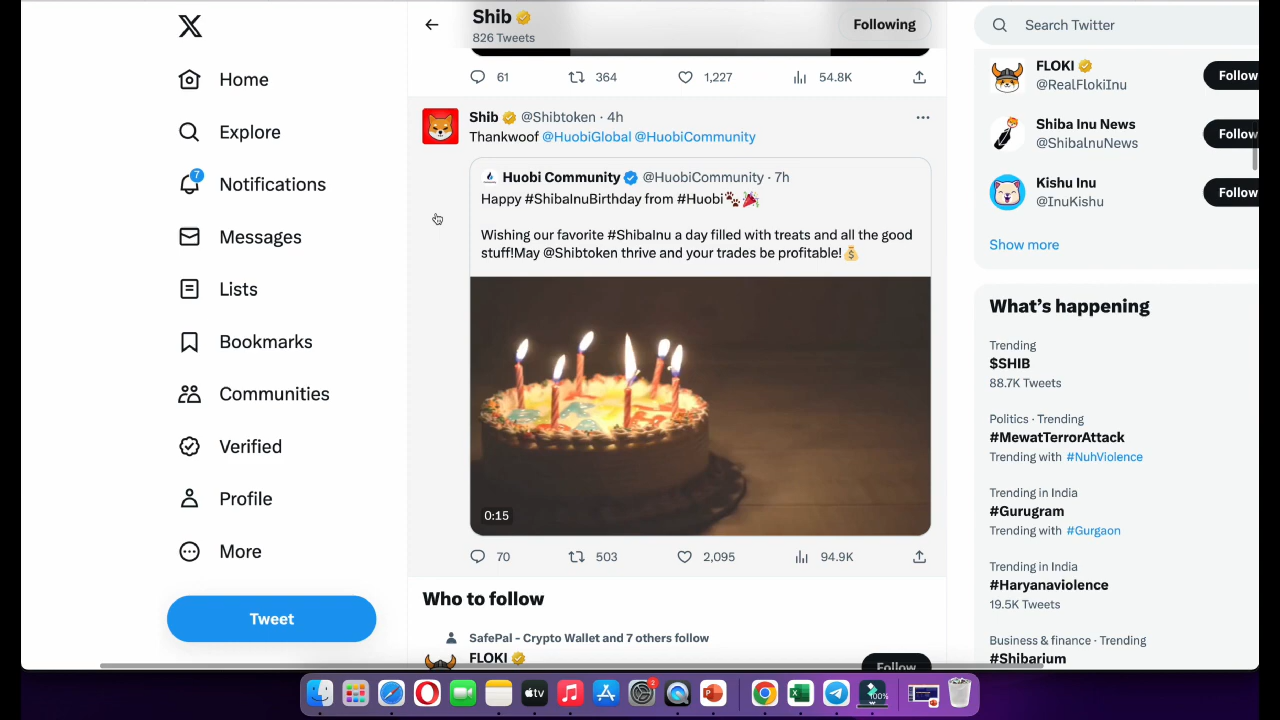 Home
Explore
7
Notifications
Messages
Lists
Bookmarks
Communities
Verified
Profile
More
Tweet
Shib
826 Tweets
Following
61
364
1,227
54.8K
Shib @Shibtoken · 4h
Thankwoof @HuobiGlobal @HuobiCommunity
Huobi Community @HuobiCommunity · 7h
Happy #ShibaInuBirthday from #Huobi🐾🎉
Wishing our favorite #ShibaInu a day filled with treats and all the good
stuff!May @Shibtoken thrive and your trades be profitable!💰
0:15
70
503
2,095
94.9K
Who to follow
SafePal - Crypto Wallet and 7 others follow
FLOKI
Follow
Search Twitter
FLOKI
@RealFlokiInu
Follow
Shiba Inu News
@ShibaInuNews
Follow
Kishu Inu
@InuKishu
Follow
Show more
What's happening
Trending
$SHIB
88.7K Tweets
Politics · Trending
#MewatTerrorAttack
Trending with #NuhViolence
Trending in India
#Gurugram
Trending with #Gurgaon
Trending in India
#Haryanaviolence
19.5K Tweets
Business & finance · Trending
#Shibarium
tv
2
100%